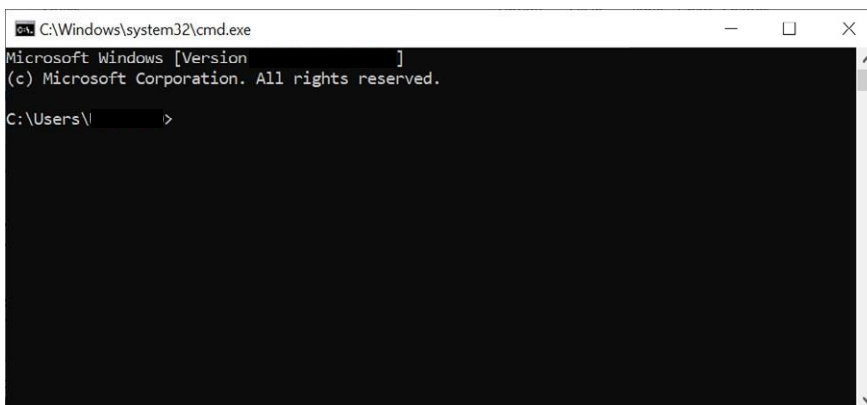 C:\Windows\system32\cmd.exe
Microsoft Windows [Version ]
(c) Microsoft Corporation. All rights reserved.
C:\Users\ >